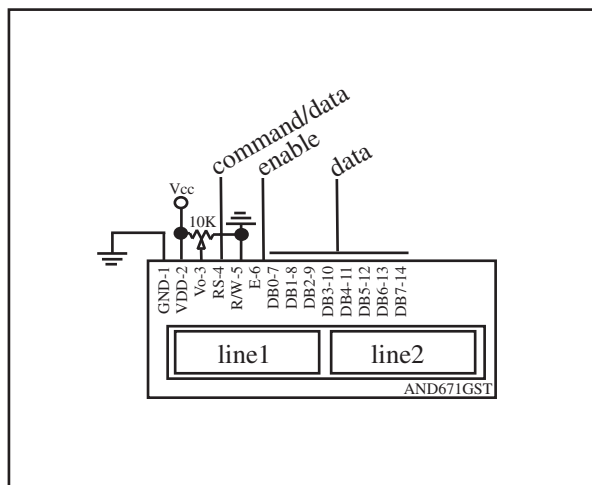 command/data
enable
data
Vcc
10K
GND-1
VDD-2
Vo-3
RS-4
R/W-5
E-6
DB0-7
DB1-8
DB2-9
DB3-10
DB4-11
DB5-12
DB6-13
DB7-14
line1
line2
AND671GST